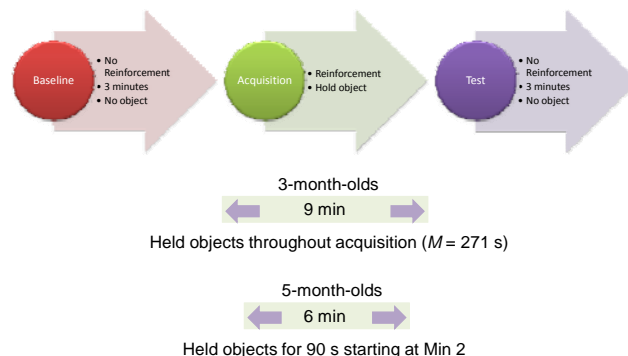 Baseline
• No
Reinforcement
• 3 minutes
• No object
Acquisition
• Reinforcement
• Hold object
Test
• No
Reinforcement
• 3 minutes
• No object
3-month-olds
9 min
Held objects throughout acquisition (M = 271 s)
5-month-olds
6 min
Held objects for 90 s starting at Min 2